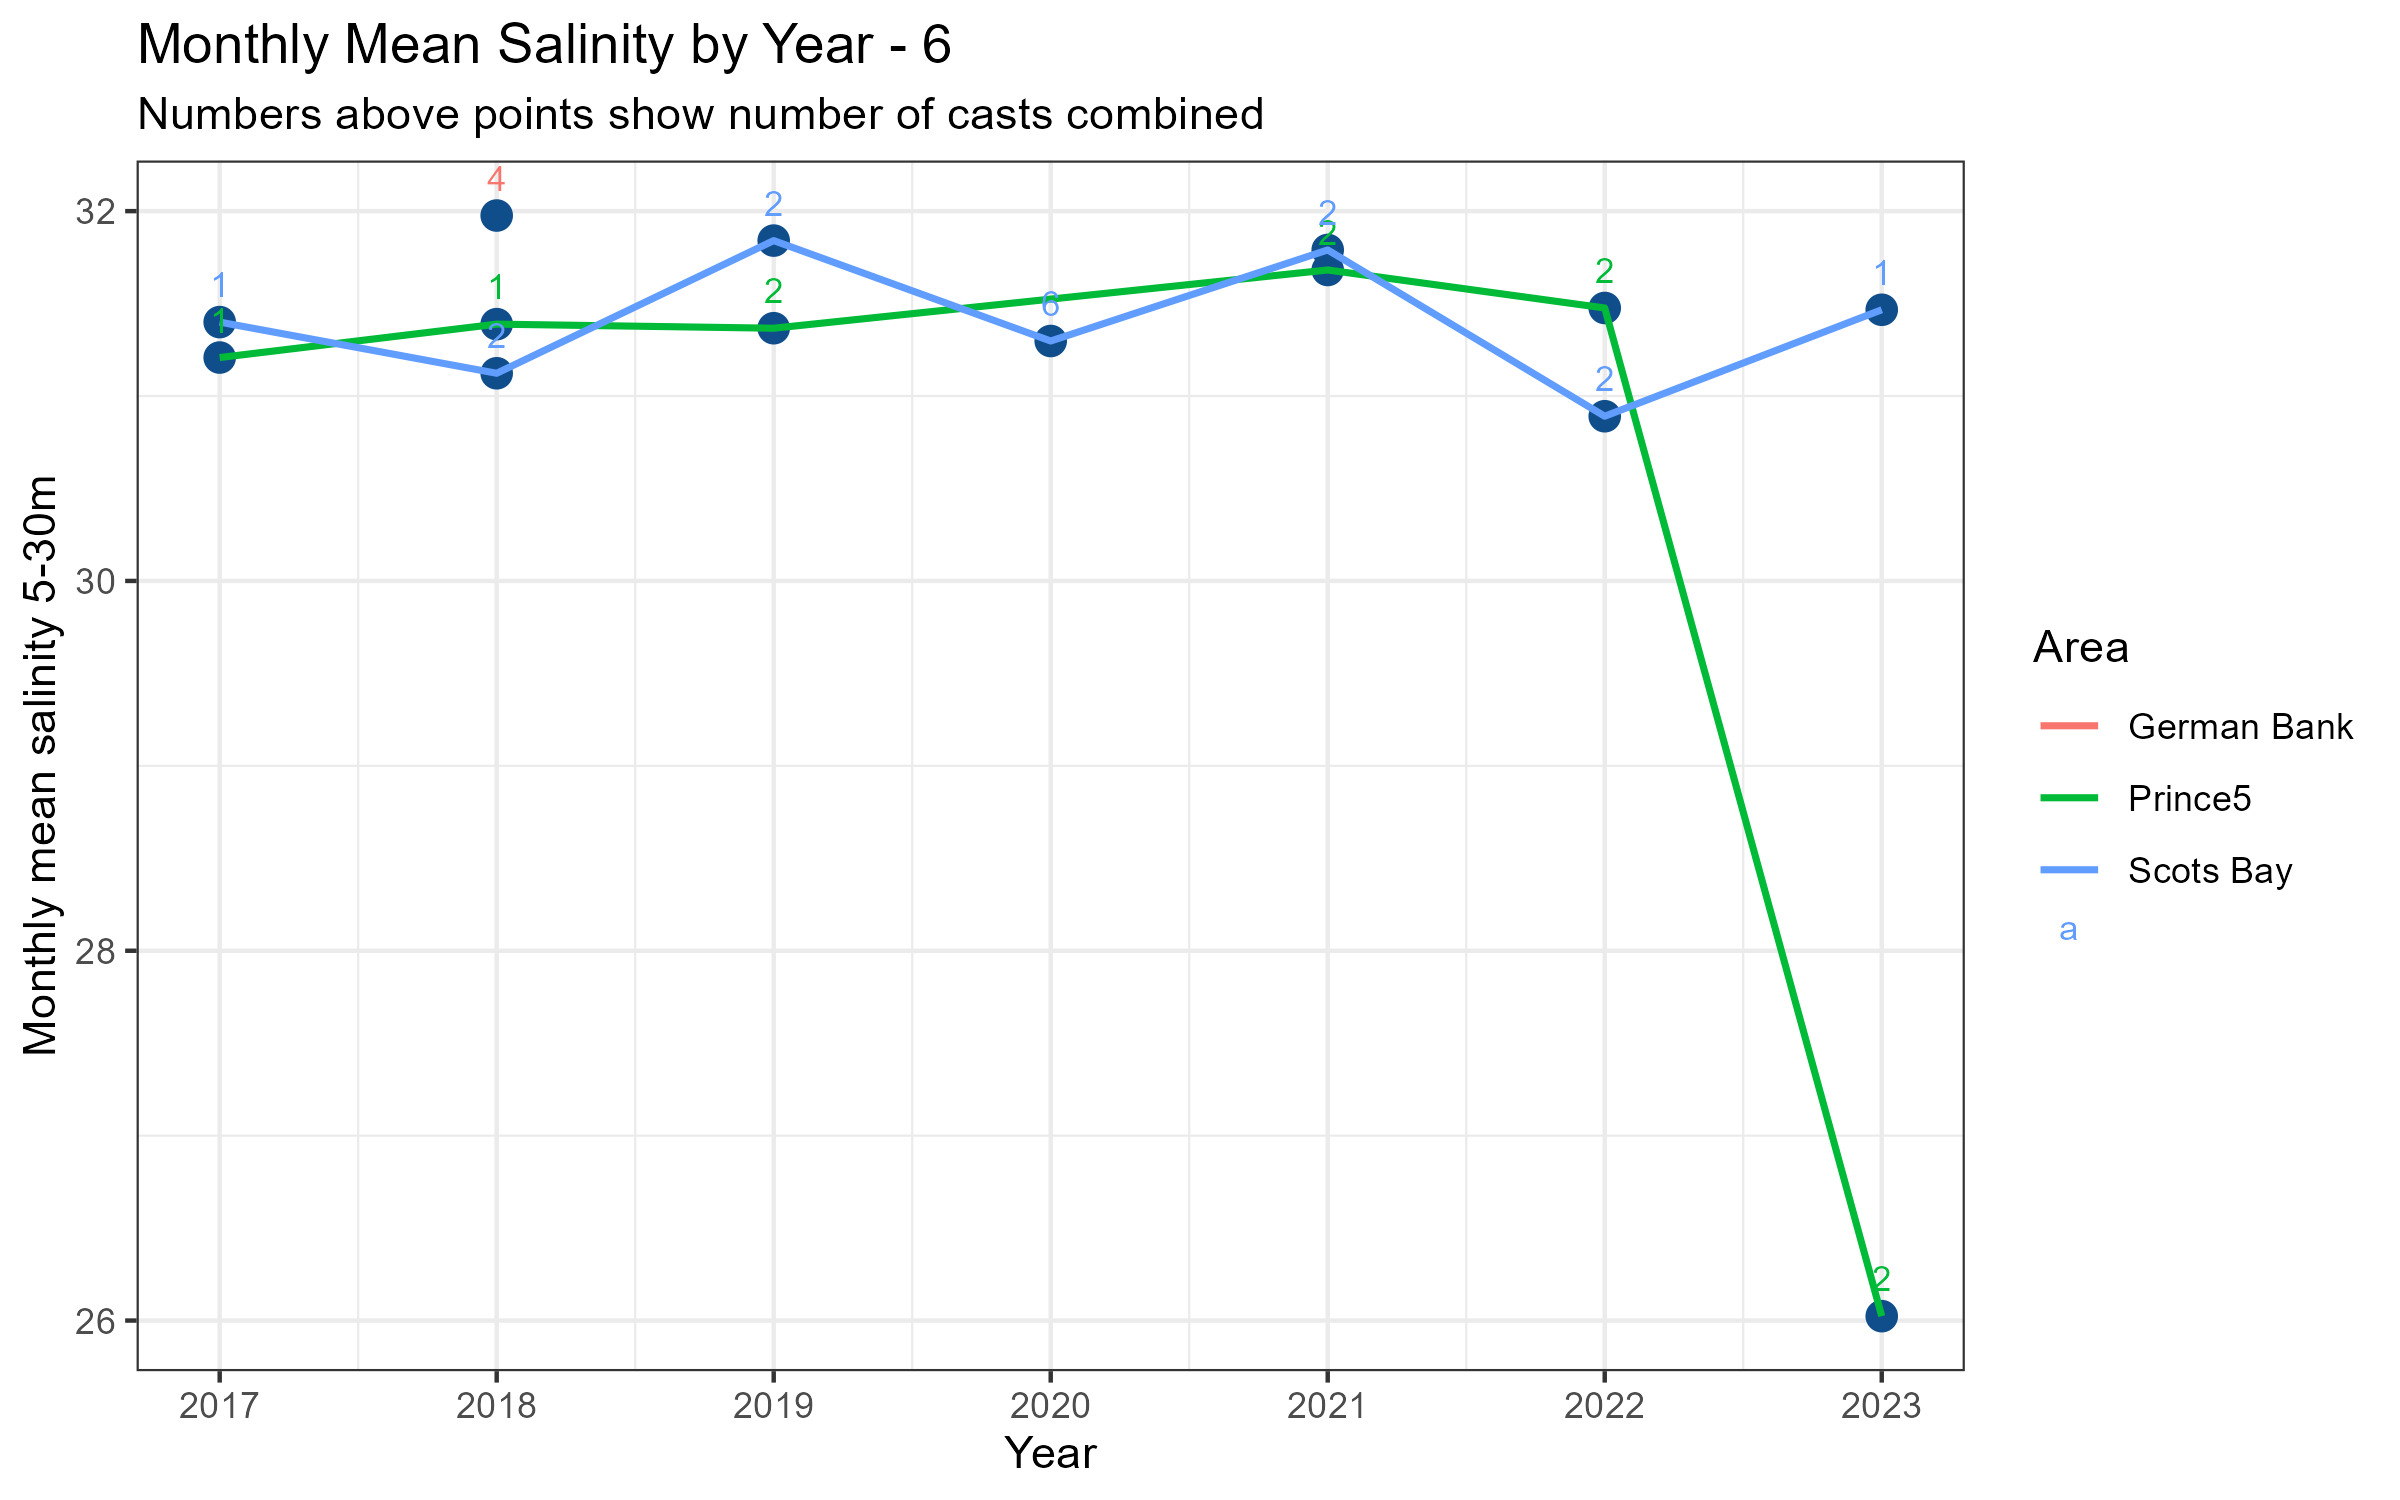 Monthly Mean Salinity by Year - 6
Numbers above points show number of casts combined
Monthly mean salinity 5-30m
32
30
28
26
4
2
2
2
1
1
2
2
1
6
1
2
2
2
2017
2018
2019
2020
2021
2022
2023
Year
Area
German Bank
Prince5
Scots Bay
a